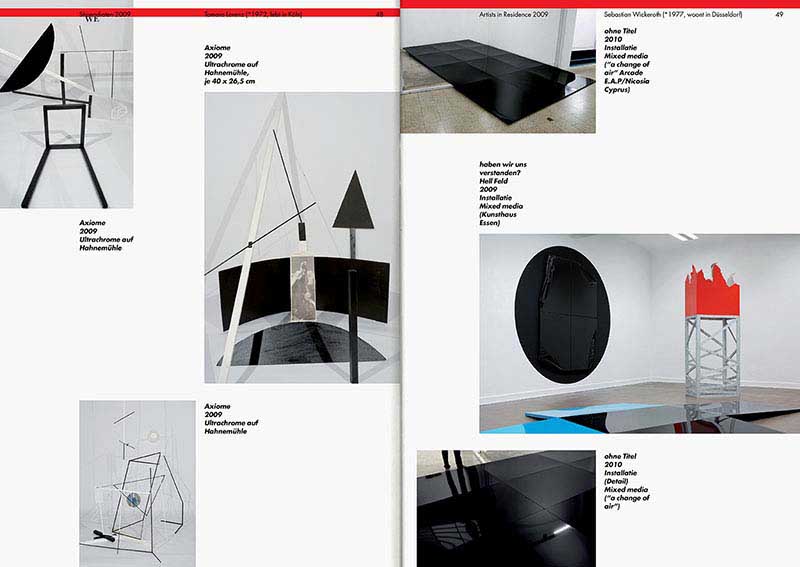 Stipendiaten 2009
Tamara Lorenz (*1972, lebt in Köln)
48
WE
Axiome
2009
Ultrachrome auf
Hahnemühle,
je 40 x 26,5 cm
Axiome
2009
Ultrachrome auf
Hahnemühle
Axiome
2009
Ultrachrome auf
Hahnemühle
Artists in Residence 2009
Sebastian Wickeroth (*1977, woont in Düsseldorf)
49
ohne Titel
2010
Installatie
Mixed media
("a change of
air" Arcade
E.A.P/Nicosia
Cyprus)
haben wir uns
verstanden?
Hell Feld
2009
Installatie
Mixed media
(Kunsthaus
Essen)
ohne Titel
2010
Installatie
(Detail)
Mixed media
("a change of
air")